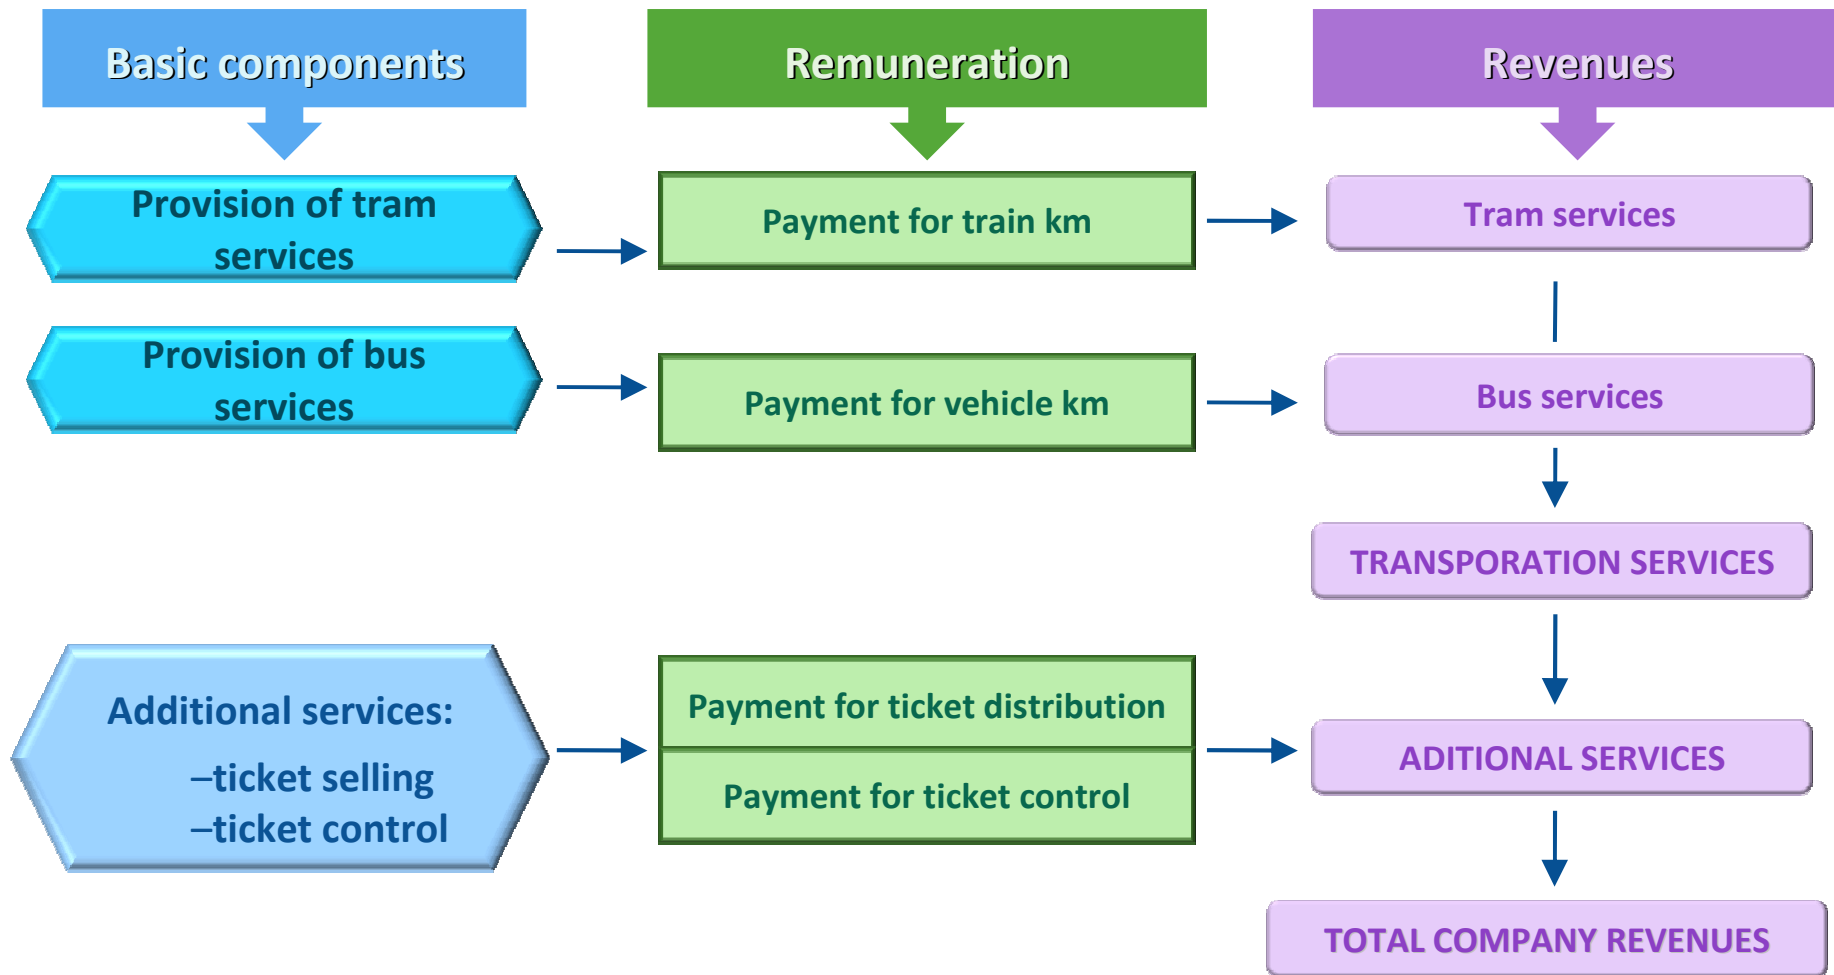 Basic components
Remuneration
Revenues
Provision of tram
services
Payment for train km
Tram services
Provision of bus
services
Payment for vehicle km
Bus services
TRANSPORATION SERVICES
Additional services:
–ticket selling
–ticket control
Payment for ticket distribution
Payment for ticket control
ADITIONAL SERVICES
TOTAL COMPANY REVENUES